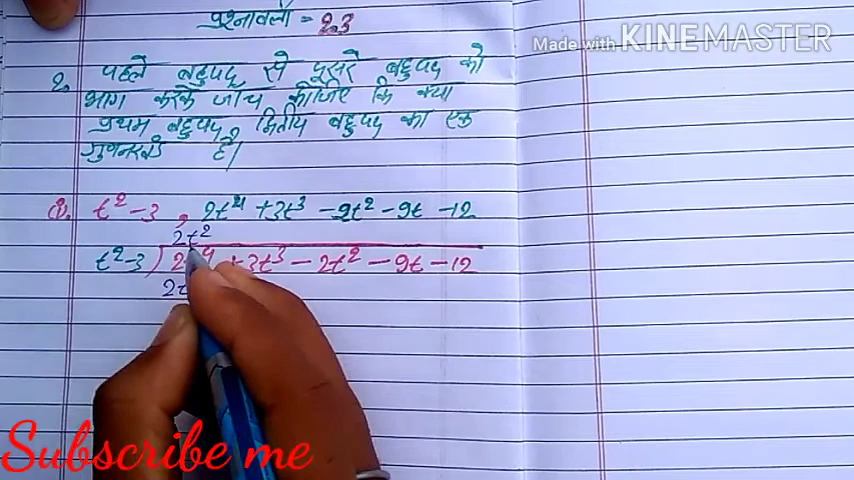 प्रश्नावली = 2.3
Made with KINEMASTER
2. पहले बहुपद से दूसरे बहुपद को
भाग करके जाँच कीजिए कि क्या
प्रथम बहुपद द्वितीय बहुपद का एक
गुणनखंड है।
(i). t² - 3 , 2t⁴ + 3t³ - 2t² - 9t - 12
2t²
t² - 3 ) 2t⁴ + 3t³ - 2t² - 9t - 12
2t
Subscribe me